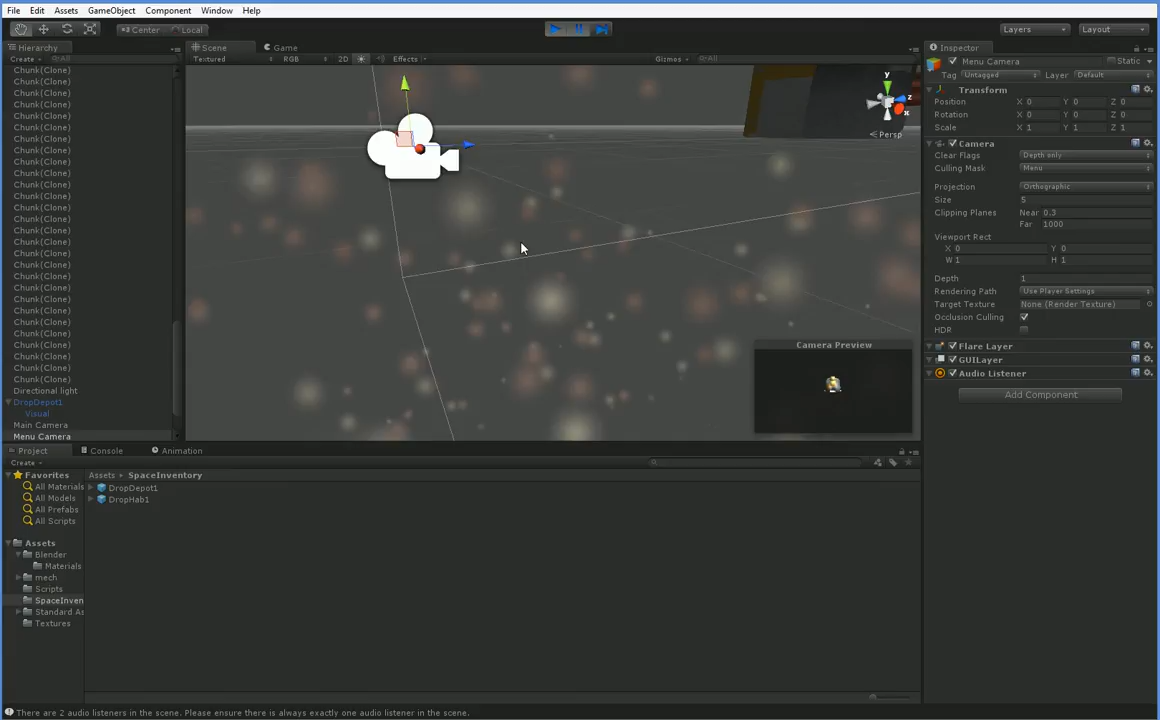 File Edit Assets GameObject Component Window Help
Center Local Layers Layout
Hierarchy Scene Game Inspector
Create All Textured RGB 2D Effects Gizmos All Menu Camera Static
Chunk(Clone) Tag Untagged Layer Default
Chunk(Clone) y Transform
Chunk(Clone) z Position X 0 Y 0 Z 0
Chunk(Clone) x Rotation X 0 Y 0 Z 0
Chunk(Clone) Persp Scale X 1 Y 1 Z 1
Chunk(Clone) Camera
Chunk(Clone) Clear Flags Depth only
Chunk(Clone) Culling Mask Menu
Chunk(Clone) Projection Orthographic
Chunk(Clone) Size 5
Chunk(Clone) Clipping Planes Near 0.3
Chunk(Clone) Far 1000
Chunk(Clone) Viewport Rect
Chunk(Clone) X 0 Y 0
Chunk(Clone) W 1 H 1
Chunk(Clone)
Chunk(Clone) Depth 1
Chunk(Clone) Rendering Path Use Player Settings
Chunk(Clone) Target Texture None (Render Texture)
Chunk(Clone) Occlusion Culling
Chunk(Clone) HDR
Chunk(Clone)
Chunk(Clone) Camera Preview Flare Layer
Chunk(Clone) GUILayer
Chunk(Clone) Audio Listener
Chunk(Clone)
Chunk(Clone)
Chunk(Clone)
Directional light Add Component
DropDepot1
Visual
Main Camera
Menu Camera
Project Console Animation
Create
Favorites Assets SpaceInventory
All Materials DropDepot1
All Models DropHab1
All Prefabs
All Scripts
Assets
Blender
Materials
mech
Scripts
SpaceInven
Standard As
Textures
There are 2 audio listeners in the scene. Please ensure there is always exactly one audio listener in the scene.